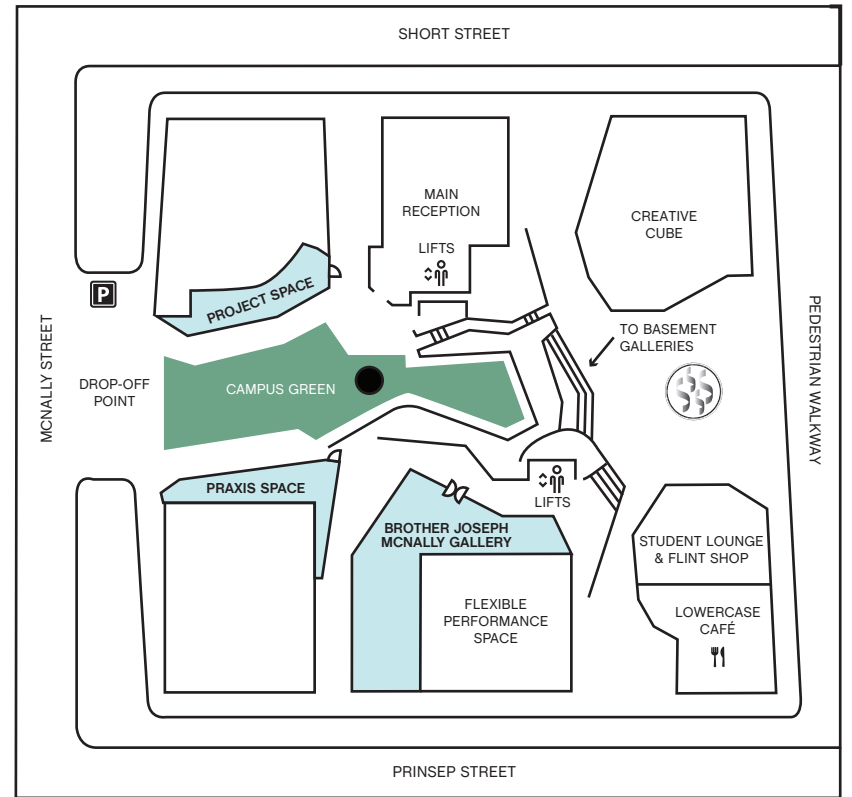 SHORT STREET
MAIN
RECEPTION
LIFTS
CREATIVE
CUBE
P
PROJECT SPACE
TO BASEMENT
GALLERIES
MCNALLY STREET
DROP-OFF
POINT
CAMPUS GREEN
PEDESTRIAN WALKWAY
PRAXIS SPACE
LIFTS
BROTHER JOSEPH
MCNALLY GALLERY
STUDENT LOUNGE
& FLINT SHOP
FLEXIBLE
PERFORMANCE
SPACE
LOWERCASE
CAFÉ
PRINSEP STREET